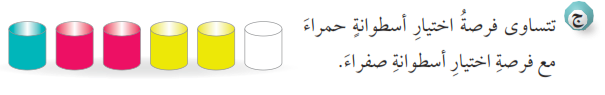 ج
تتساوى فرصةُ اختيارِ أسطوانةٍ حمراءَ
مع فرصةِ اختيارِ أسطوانةِ صفراءَ.